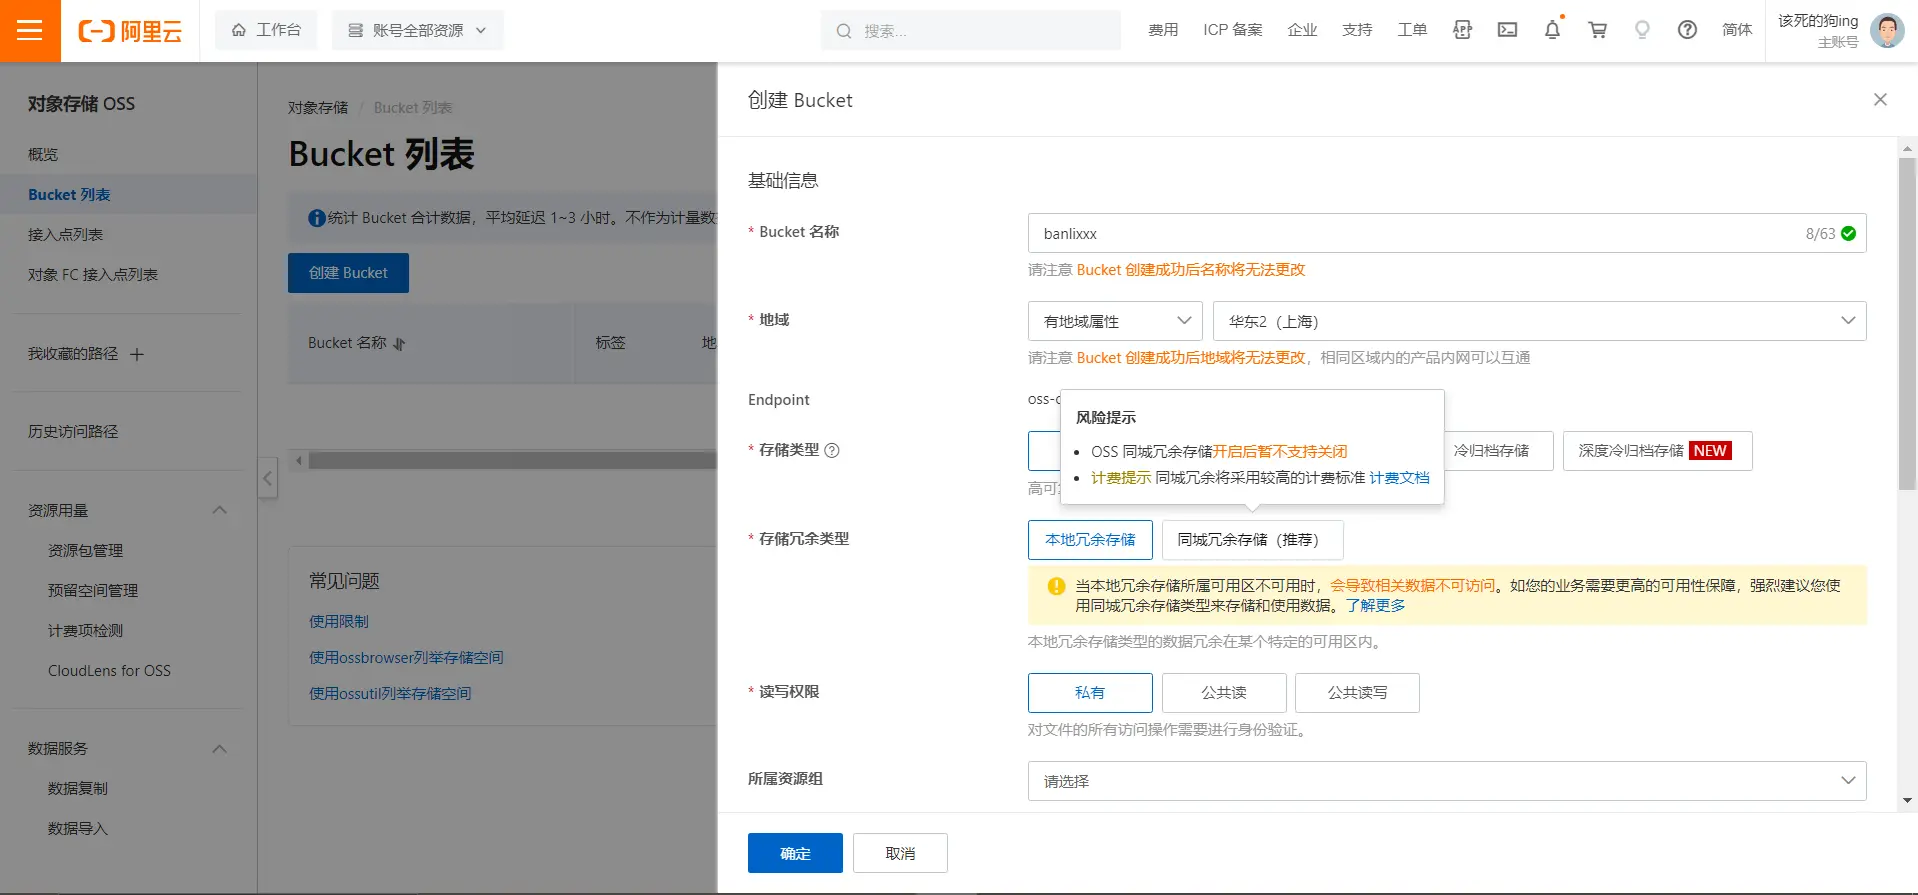 阿里云
工作台
账号全部资源
搜索...
费用
ICP 备案
企业
支持
工单
简体
该死的狗ing
主账号
对象存储 OSS
概览
Bucket 列表
接入点列表
对象 FC 接入点列表
我收藏的路径
历史访问路径
资源用量
资源包管理
预留空间管理
计费项检测
CloudLens for OSS
数据服务
数据复制
数据导入
对象存储 / Bucket 列表
Bucket 列表
统计 Bucket 合计数据，平均延迟 1~3 小时。不作为计量数
创建 Bucket
Bucket 名称
标签
地
常见问题
使用限制
使用ossbrowser列举存储空间
使用ossutil列举存储空间
创建 Bucket
基础信息
* Bucket 名称
banlixxx
8/63
请注意 Bucket 创建成功后名称将无法更改
* 地域
有地域属性
华东2（上海）
请注意 Bucket 创建成功后地域将无法更改，相同区域内的产品内网可以互通
Endpoint
oss-c
风险提示
OSS 同城冗余存储开启后暂不支持关闭
计费提示 同城冗余将采用较高的计费标准 计费文档
* 存储类型
冷归档存储
深度冷归档存储 NEW
高可
* 存储冗余类型
本地冗余存储
同城冗余存储（推荐）
当本地冗余存储所属可用区不可用时，会导致相关数据不可访问。如您的业务需要更高的可用性保障，强烈建议您使
用同城冗余存储类型来存储和使用数据。了解更多
本地冗余存储类型的数据冗余在某个特定的可用区内。
* 读写权限
私有
公共读
公共读写
对文件的所有访问操作需要进行身份验证。
所属资源组
请选择
确定
取消